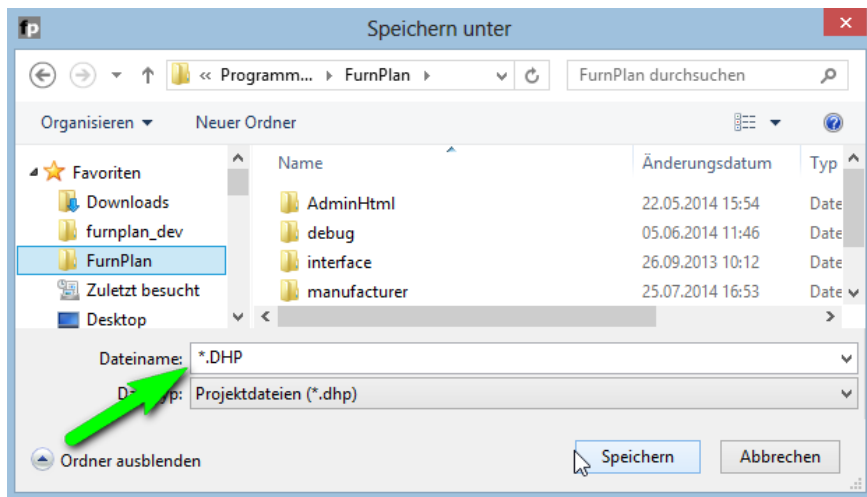 fp
Speichern unter
« Programm... FurnPlan
FurnPlan durchsuchen
Organisieren
Neuer Ordner
Favoriten
Downloads
furnplan_dev
FurnPlan
Zuletzt besucht
Desktop
Name Änderungsdatum Typ
AdminHtml 22.05.2014 15:54 Date
debug 05.06.2014 11:46 Date
interface 26.09.2013 10:12 Date
manufacturer 25.07.2014 16:53 Date
Dateiname: *.DHP
Projektdateien (*.dhp)
Ordner ausblenden
Speichern
Abbrechen